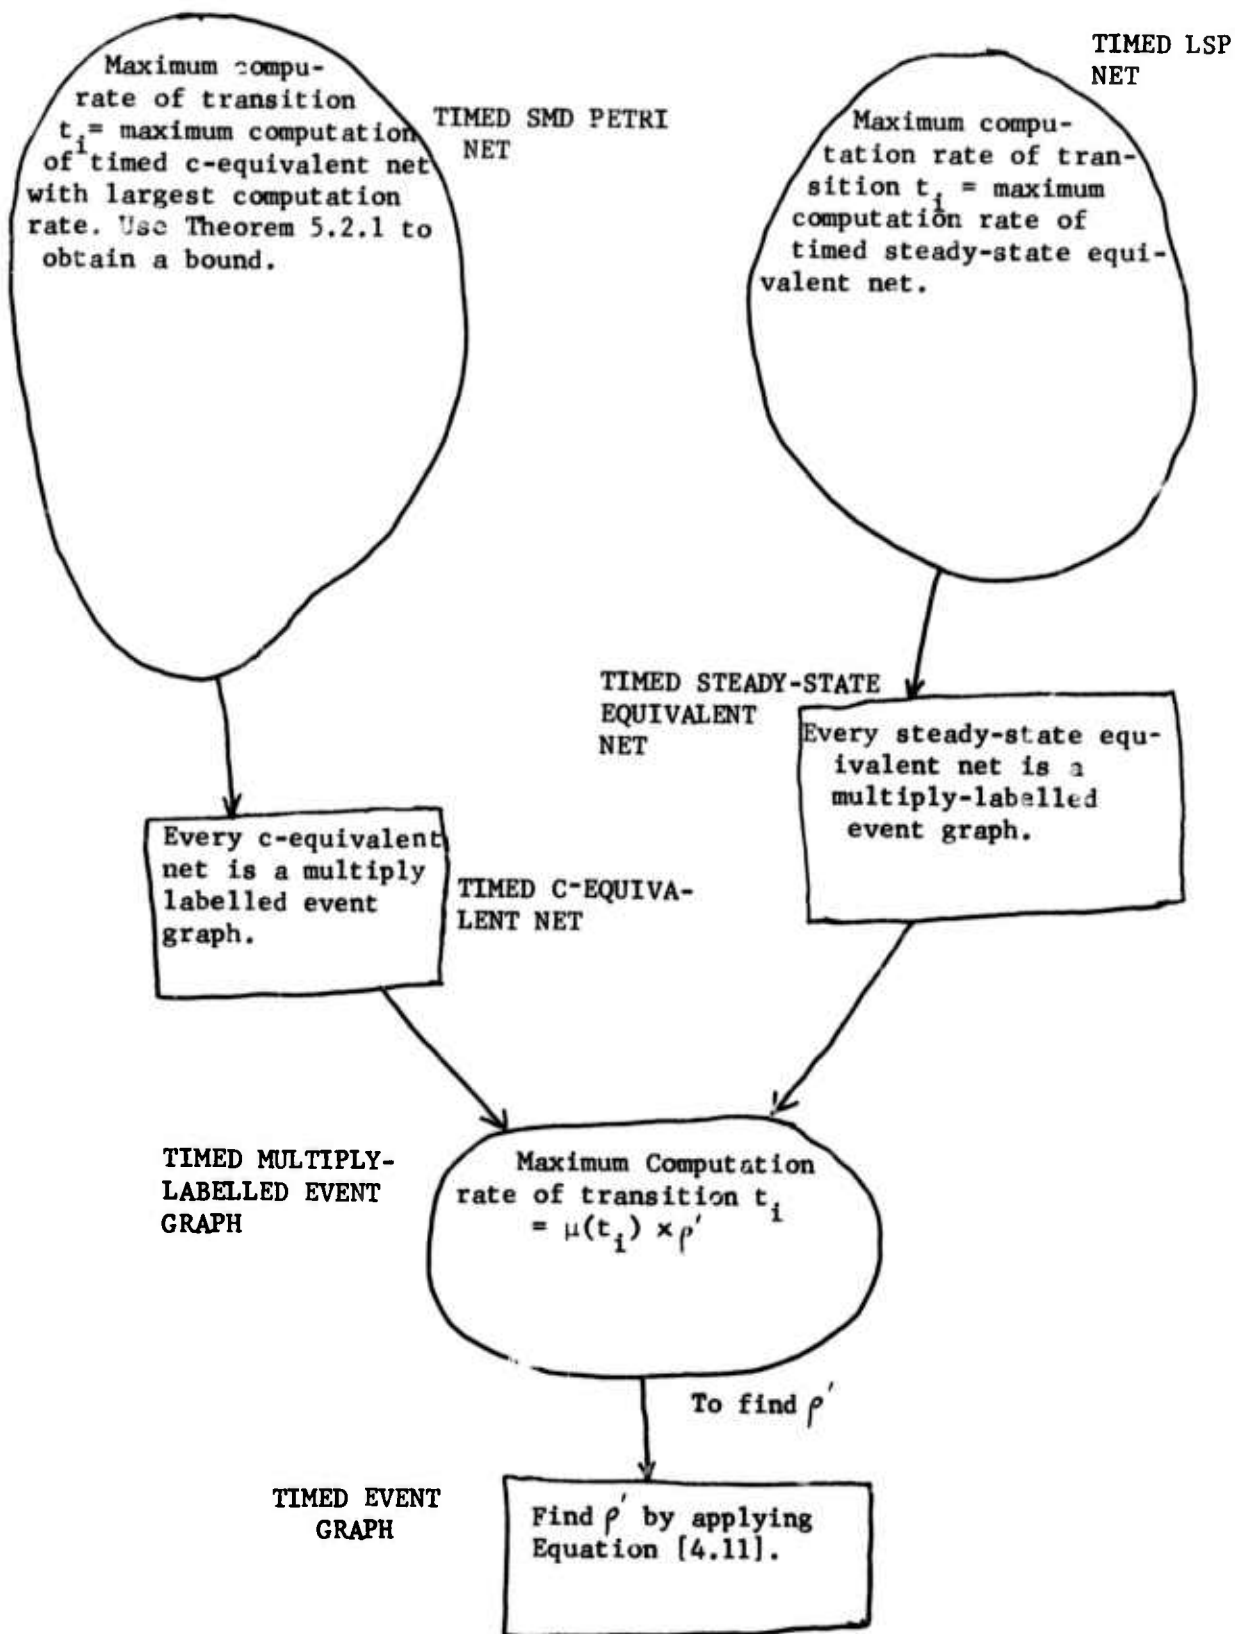 Maximum compu-
rate of transition
t_i = maximum computation
of timed c-equivalent net
with largest computation
rate. Use Theorem 5.2.1 to
obtain a bound.
TIMED SMD PETRI
NET
TIMED LSP
NET
Maximum compu-
tation rate of tran-
sition t_i = maximum
computation rate of
timed steady-state equi-
valent net.
TIMED STEADY-STATE
EQUIVALENT
NET
Every steady-state equ-
ivalent net is a
multiply-labelled
event graph.
Every c-equivalent
net is a multiply
labelled event
graph.
TIMED C-EQUIVA-
LENT NET
TIMED MULTIPLY-
LABELLED EVENT
GRAPH
Maximum Computation
rate of transition t_i
= μ(t_i) × ρ'
To find ρ'
TIMED EVENT
GRAPH
Find ρ' by applying
Equation [4.11].